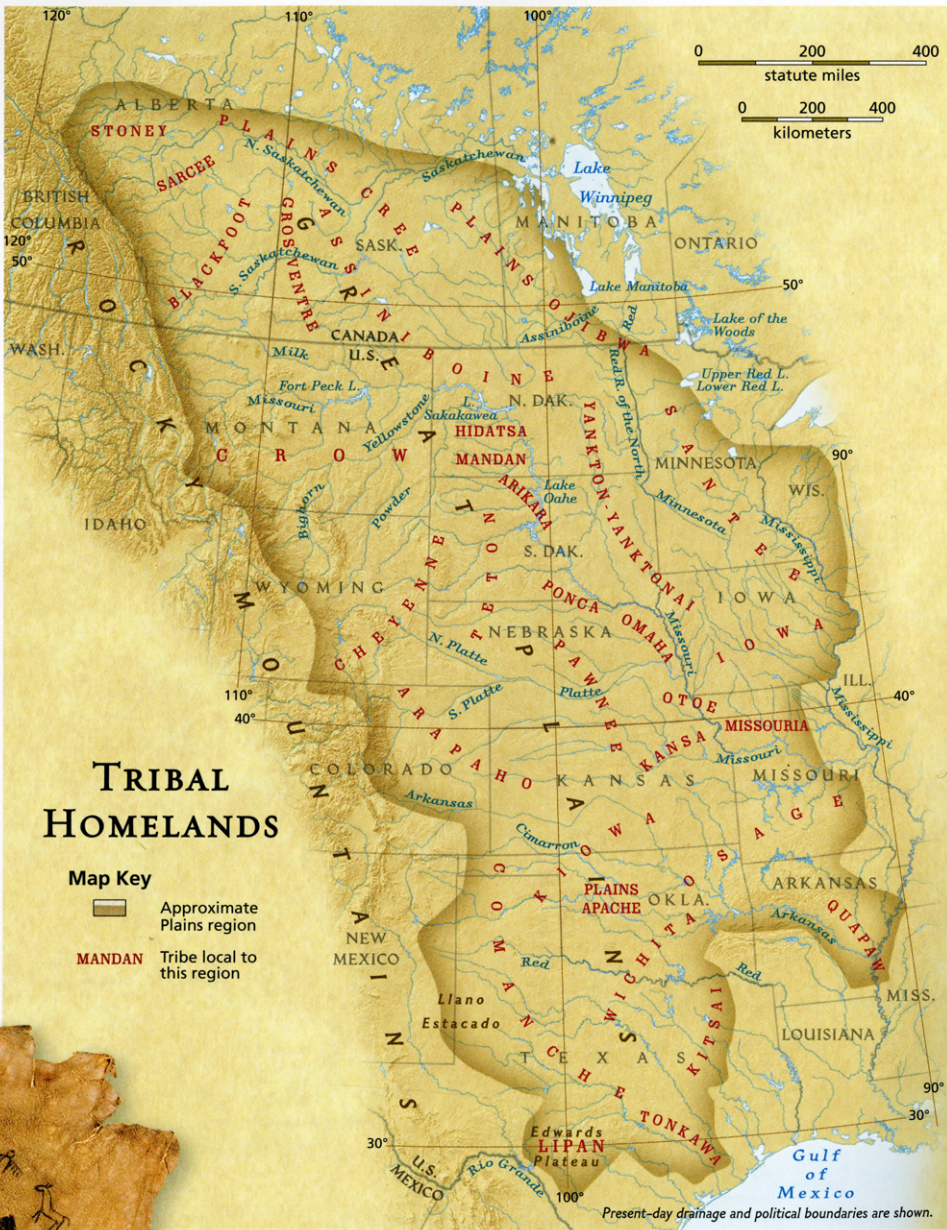 120°
110°
100°
0 200 400
statute miles
0 200 400
kilometers
ALBERTA
STONEY
PLAINS CREE
N. Saskatchewan
Saskatchewan
SARCEE
Lake
Winnipeg
BRITISH
COLUMBIA
BLACKFOOT
GROS VENTRE
ASSINIBOINE
SASK.
PLAINS OJIBWA
MANITOBA
ONTARIO
120°
50°
S. Saskatchewan
50°
Lake Manitoba
Assiniboine
Red
Lake of the
Woods
ROCKY MOUNTAINS
GREAT PLAINS
WASH.
CANADA
U.S.
Milk
Upper Red L.
Lower Red L.
Fort Peck L.
Missouri
Yellowstone
L.
Sakakawea
N. DAK.
Red R. of the North
MONTANA
HIDATSA
CROW
MANDAN
YANKTON-YANKTONAI
SANTEE
MINNESOTA
90°
WIS.
ARIKARA
Lake
Oahe
Bighorn
Powder
Minnesota
Mississippi
IDAHO
S. DAK.
CHEYENNE
TETON
WYOMING
PONCA
OMAHA
IOWA
NEBRASKA
Missouri
IOWA
N. Platte
PAWNEE
ILL.
110°
40°
S. Platte
Platte
OTOE
40°
Mississippi
ARAPAHO
KANSA
MISSOURIA
Missouri
TRIBAL
HOMELANDS
COLORADO
KANSAS
MISSOURI
Arkansas
Cimarron
KIOWA
OSAGE
Map Key
Approximate
Plains region
MANDAN
Tribe local to
this region
COMANCHE
PLAINS
APACHE
OKLA.
ARKANSAS
QUAPAW
Arkansas
NEW
MEXICO
WICHITA
Red
Red
KITSAI
MISS.
Llano
Estacado
LOUISIANA
TEXAS
90°
30°
TONKAWA
30°
Edwards
LIPAN
Plateau
U.S.
MEXICO
Rio Grande
100°
Gulf
of
Mexico
Present–day drainage and political boundaries are shown.